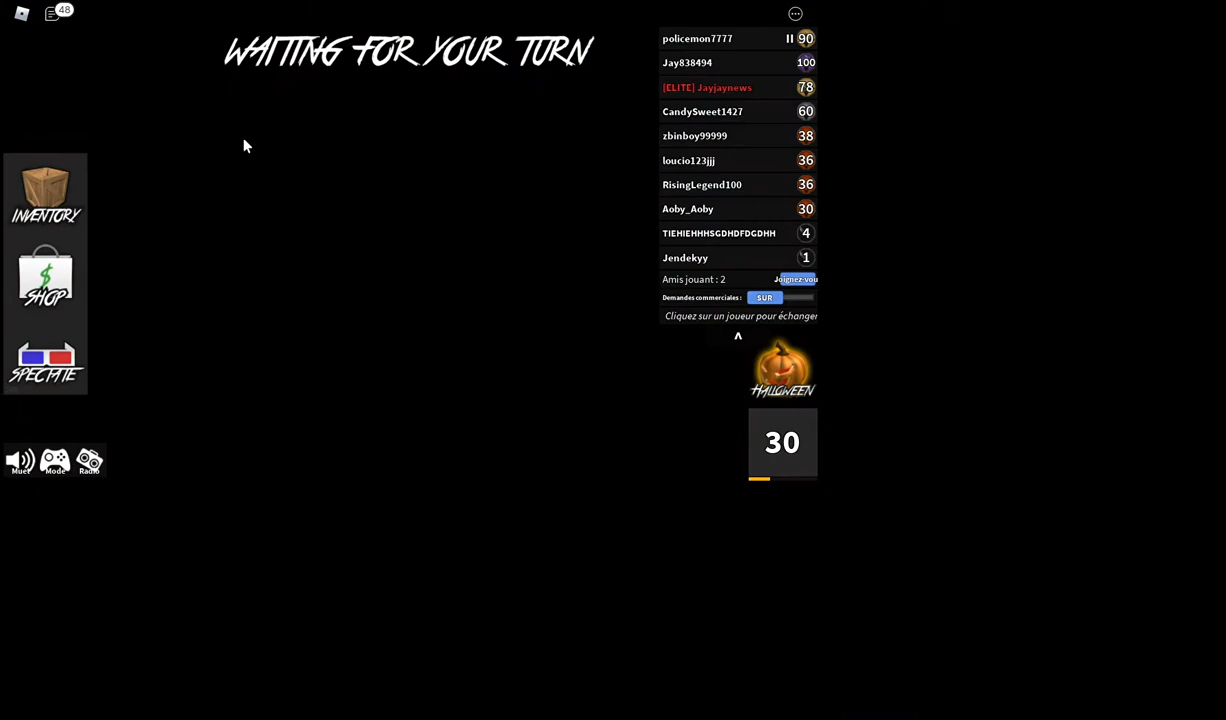 48
WAITING FOR YOUR TURN
policemon7777 90
Jay838494 100
[ELITE] Jayjaynews 78
CandySweet1427 60
zbinboy99999 38
loucio123jjj 36
RisingLegend100 36
Aoby_Aoby 30
TIEHIEHHHSGDHDFDGDHH 4
Jendekyy 1
Amis jouant : 2 Joignez-vou
Demandes commerciales : SUR
Cliquez sur un joueur pour échanger
^
INVENTORY
SHOP
SPECTATE
HALLOWEEN
30
Muet Mode Radio